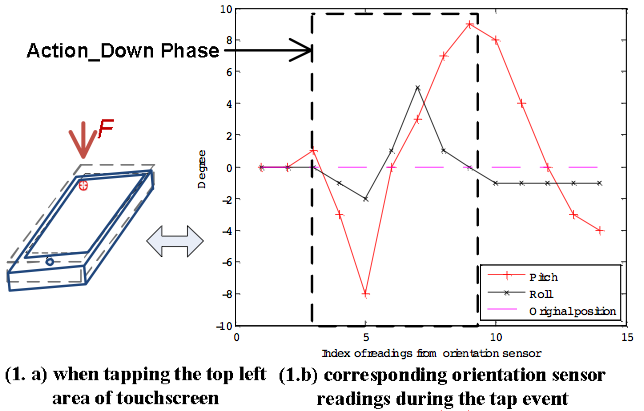 Action_Down Phase
F
10
8
6
4
2
0
-2
-4
-6
-8
-10
Degree
0 5 10 15
Index of readings from orientation sensor
Pitch
Roll
Original position
(1. a) when tapping the top left
area of touchscreen
(1.b) corresponding orientation sensor
readings during the tap event